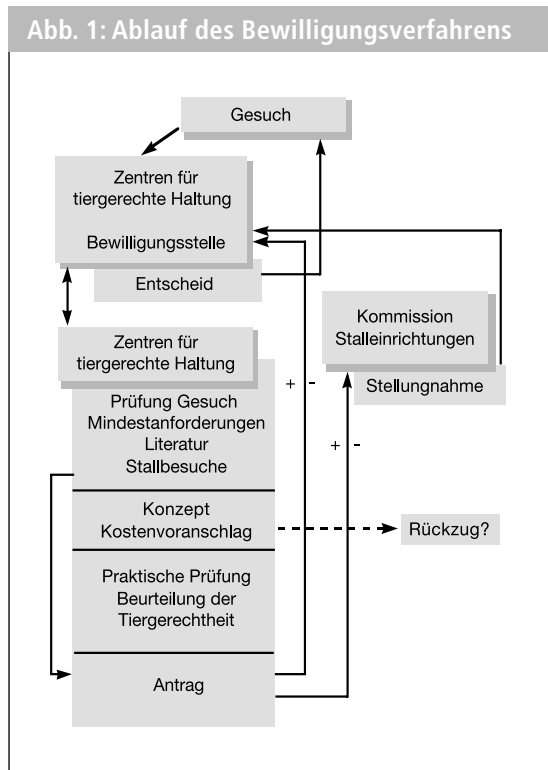 Abb. 1: Ablauf des Bewilligungsverfahrens
Gesuch
Zentren für
tiergerechte Haltung
Bewilligungsstelle
Entscheid
Zentren für
tiergerechte Haltung
Kommission
Stalleinrichtungen
Stellungnahme
+ -
+ -
Prüfung Gesuch
Mindestanforderungen
Literatur
Stallbesuche
Konzept
Kostenvoranschlag
Rückzug?
Praktische Prüfung
Beurteilung der
Tiergerechtheit
Antrag